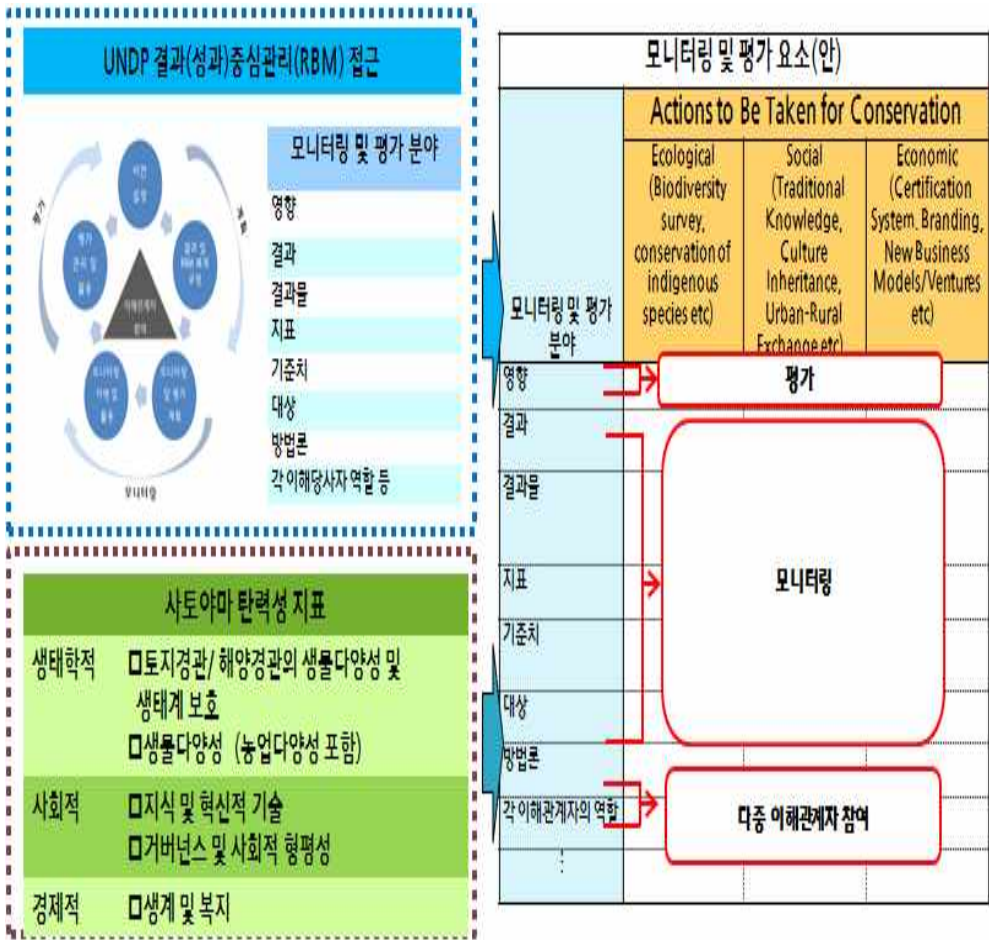 UNDP 결과(성과)중심관리(RBM) 접근
모니터링 및 평가 분야
영향
결과
결과물
지표
기준치
대상
방법론
각 이해당사자 역할 등
평가
모니터링
사토야마 탄력성 지표
생태학적
□토지경관/ 해양경관의 생물다양성 및
생태계 보호
□생물다양성 (농업다양성 포함)
사회적
□지식 및 혁신적 기술
□거버넌스 및 사회적 형평성
경제적
□생계 및 복지
모니터링 및 평가 요소(안)
Actions to Be Taken for Conservation
모니터링 및 평가
분야
Ecological
(Biodiversity
survey,
conservation of
indigenous
species etc)
Social
(Traditional
Knowledge,
Culture
Inheritance,
Urban-Rural
Exchange etc)
Economic
(Certification
System, Branding,
New Business
Models/Ventures
etc)
영향
평가
결과
결과물
지표
모니터링
기준치
대상
방법론
각 이해관계자의 역할
다중 이해관계자 참여
⋮